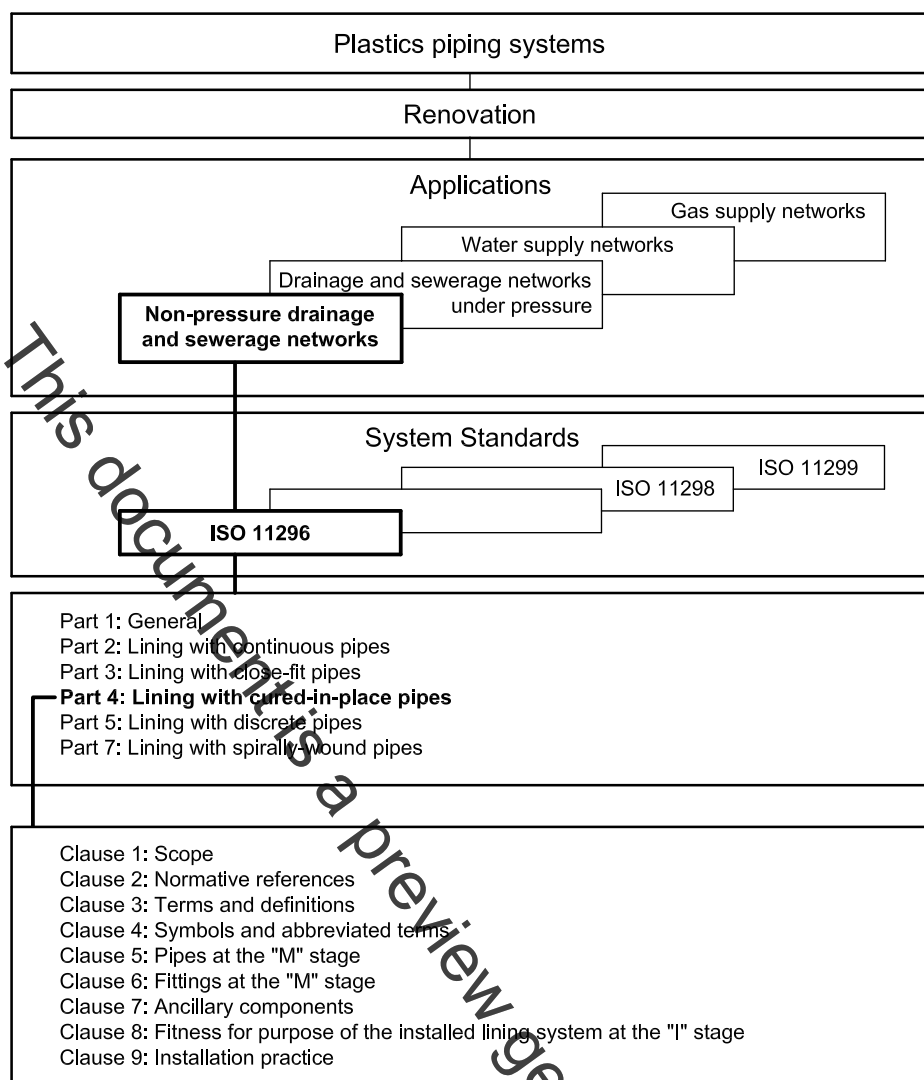 Plastics piping systems
Renovation
Applications
Gas supply networks
Water supply networks
Drainage and sewerage networks
under pressure
Non-pressure drainage
and sewerage networks
System Standards
ISO 11299
ISO 11298
ISO 11296
Part 1: General
Part 2: Lining with continuous pipes
Part 3: Lining with close-fit pipes
Part 4: Lining with cured-in-place pipes
Part 5: Lining with discrete pipes
Part 7: Lining with spirally-wound pipes
Clause 1: Scope
Clause 2: Normative references
Clause 3: Terms and definitions
Clause 4: Symbols and abbreviated terms
Clause 5: Pipes at the "M" stage
Clause 6: Fittings at the "M" stage
Clause 7: Ancillary components
Clause 8: Fitness for purpose of the installed lining system at the "I" stage
Clause 9: Installation practice
This document is a preview ge